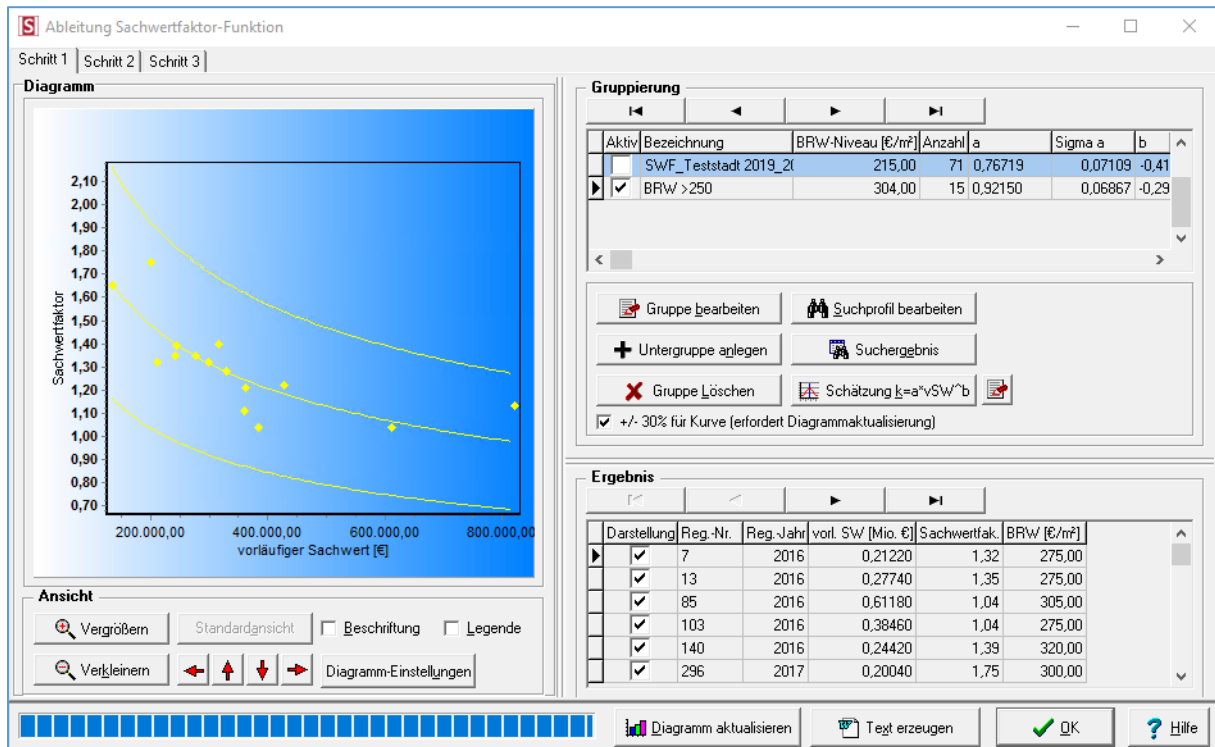 Ableitung Sachwertfaktor-Funktion
Schritt 1 Schritt 2 Schritt 3
Diagramm
2,10
2,00
1,90
1,80
1,70
1,60
1,50
1,40
1,30
1,20
1,10
1,00
0,90
0,80
0,70
Sachwertfaktor
200.000,00 400.000,00 600.000,00 800.000,00
vorläufiger Sachwert [€]
Ansicht
Vergrößern Standardansicht Beschriftung Legende
Verkleinern Diagramm-Einstellungen
Gruppierung
Aktiv Bezeichnung BRW-Niveau [€/m²] Anzahl a Sigma a b
SWF_Teststadt 2019_20 215,00 71 0,76719 0,07109 -0,41
BRW >250 304,00 15 0,92150 0,06867 -0,29
Gruppe bearbeiten Suchprofil bearbeiten
Untergruppe anlegen Suchergebnis
Gruppe Löschen Schätzung k=a*vSW^b
+/- 30% für Kurve (erfordert Diagrammaktualisierung)
Ergebnis
Darstellung Reg.-Nr. Reg.-Jahr vorl. SW [Mio. €] Sachwertfak. BRW [€/m²]
7 2016 0,21220 1,32 275,00
13 2016 0,27740 1,35 275,00
85 2016 0,61180 1,04 305,00
103 2016 0,38460 1,04 275,00
140 2016 0,24420 1,39 320,00
296 2017 0,20040 1,75 300,00
Diagramm aktualisieren Text erzeugen OK Hilfe